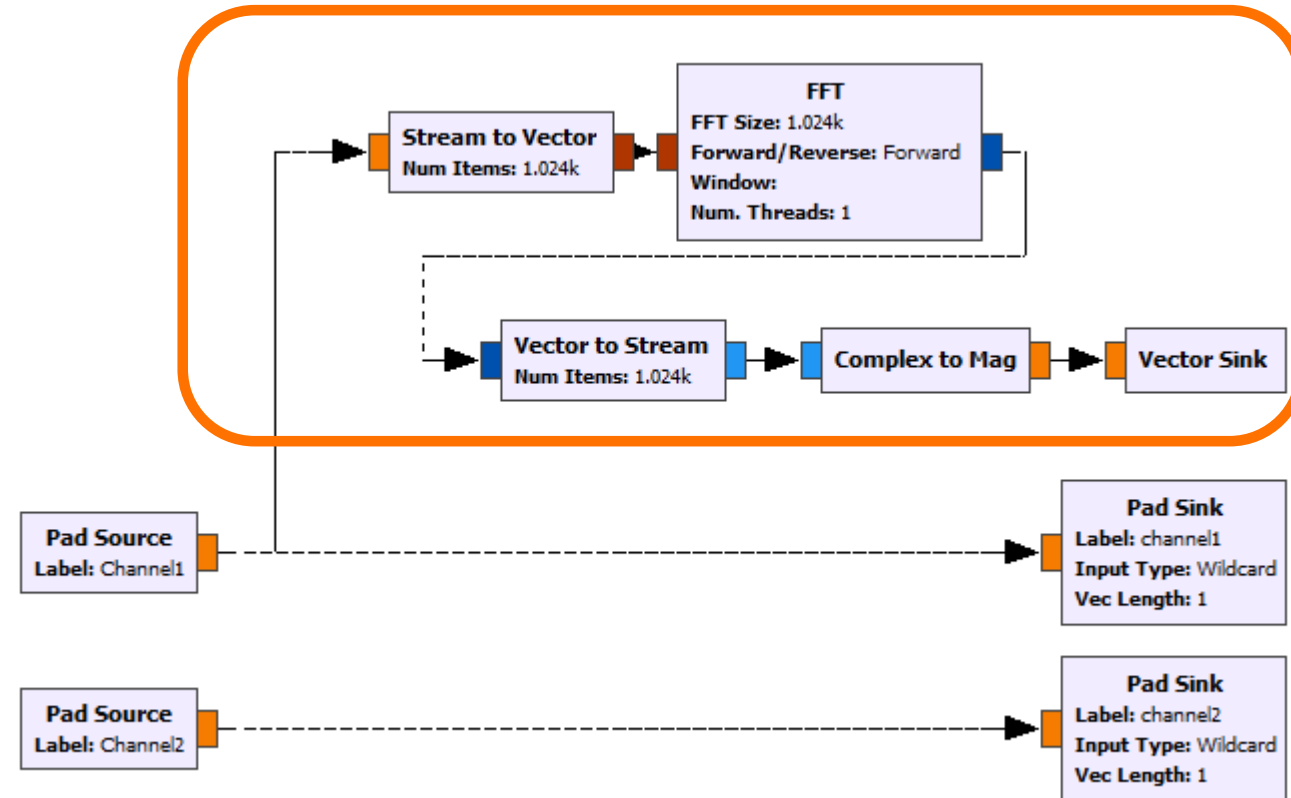 FFT
FFT Size: 1.024k
Forward/Reverse: Forward
Window:
Num. Threads: 1
Stream to Vector
Num Items: 1.024k
Vector to Stream
Num Items: 1.024k
Complex to Mag
Vector Sink
Pad Source
Label: Channel1
Pad Sink
Label: channel1
Input Type: Wildcard
Vec Length: 1
Pad Source
Label: Channel2
Pad Sink
Label: channel2
Input Type: Wildcard
Vec Length: 1